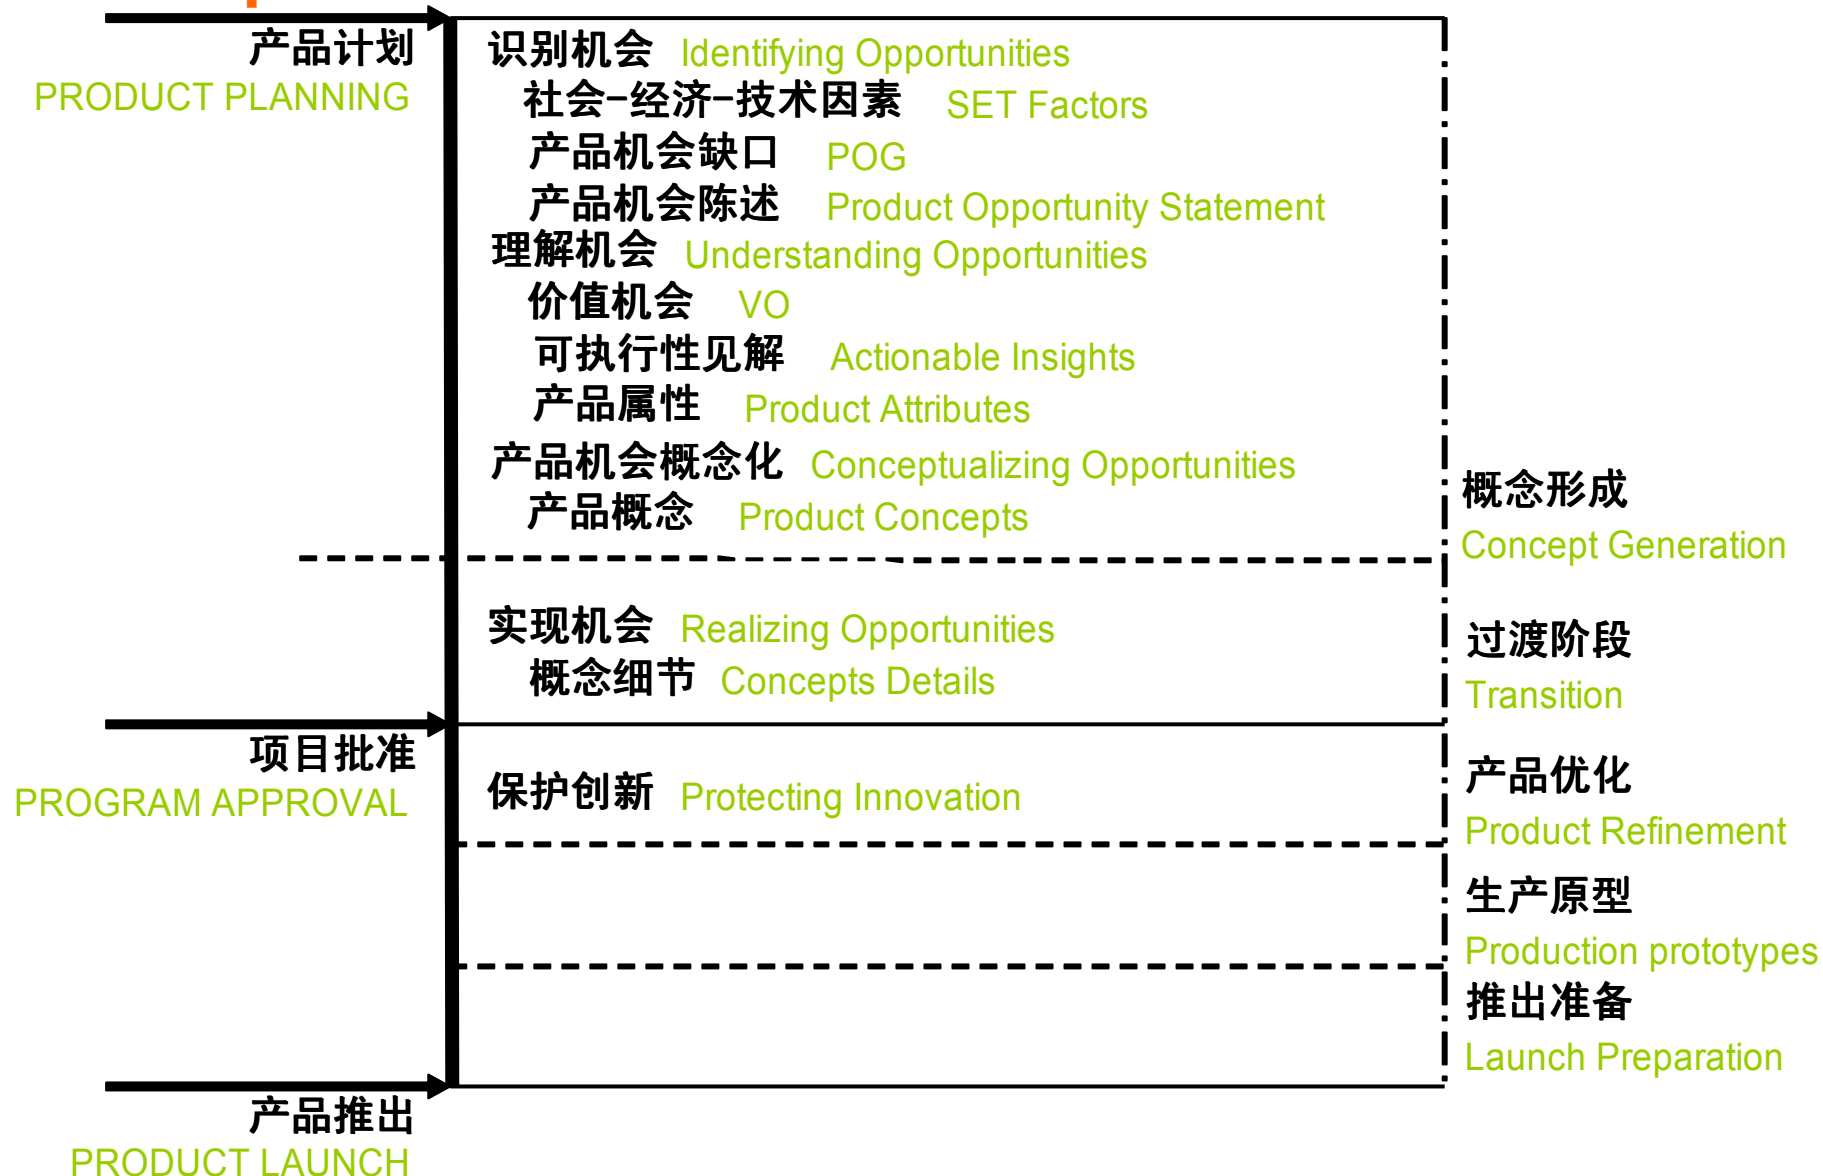 产品计划
PRODUCT PLANNING
识别机会 Identifying Opportunities
社会-经济-技术因素 SET Factors
产品机会缺口 POG
产品机会陈述 Product Opportunity Statement
理解机会 Understanding Opportunities
价值机会 VO
可执行性见解 Actionable Insights
产品属性 Product Attributes
产品机会概念化 Conceptualizing Opportunities
产品概念 Product Concepts
概念形成
Concept Generation
实现机会 Realizing Opportunities
概念细节 Concepts Details
过渡阶段
Transition
项目批准
PROGRAM APPROVAL
保护创新 Protecting Innovation
产品优化
Product Refinement
生产原型
Production prototypes
推出准备
Launch Preparation
产品推出
PRODUCT LAUNCH